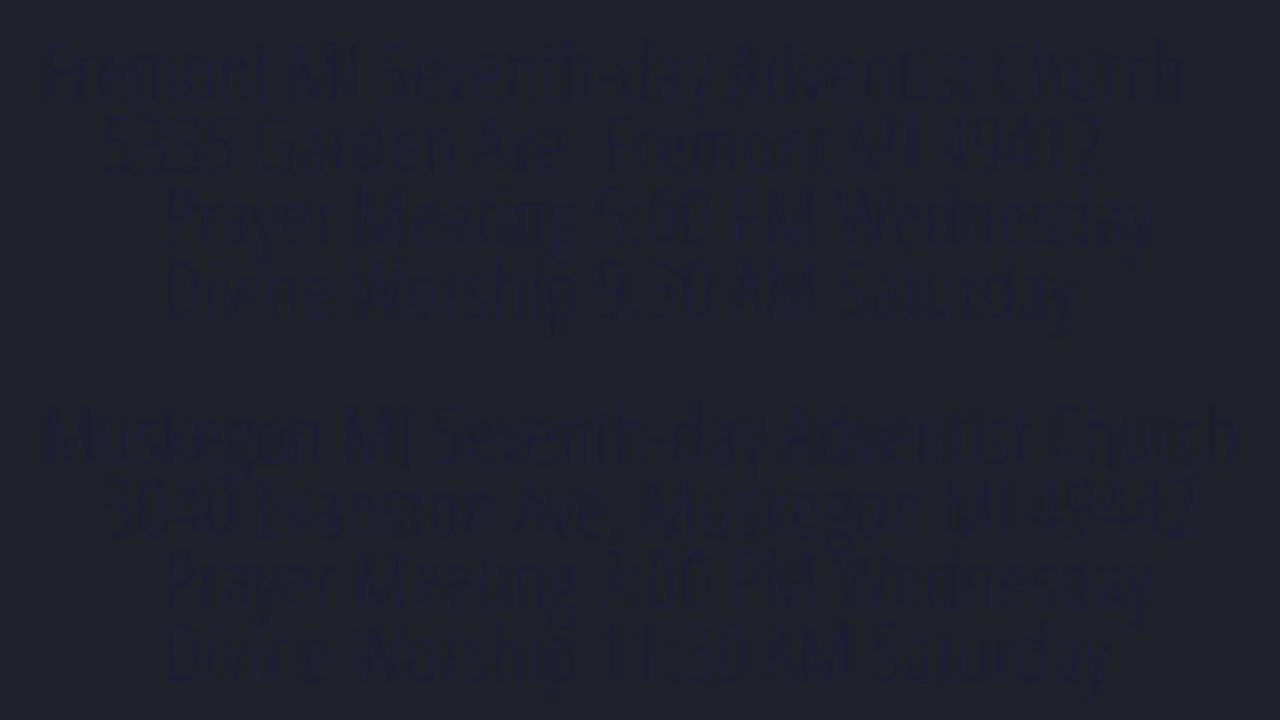 Fremont MI Seventh-day Adventist Church
5335 Garden Ave, Fremont MI 49412
Prayer Meeting 5:00 PM Wednesday
Divine Worship 9:30 AM Saturday
Muskegon MI Seventh-day Adventist Church
3040 Evanston Ave, Muskegon MI 49442
Prayer Meeting PM Wednesday
Divine Worship 11:30 AM Saturday